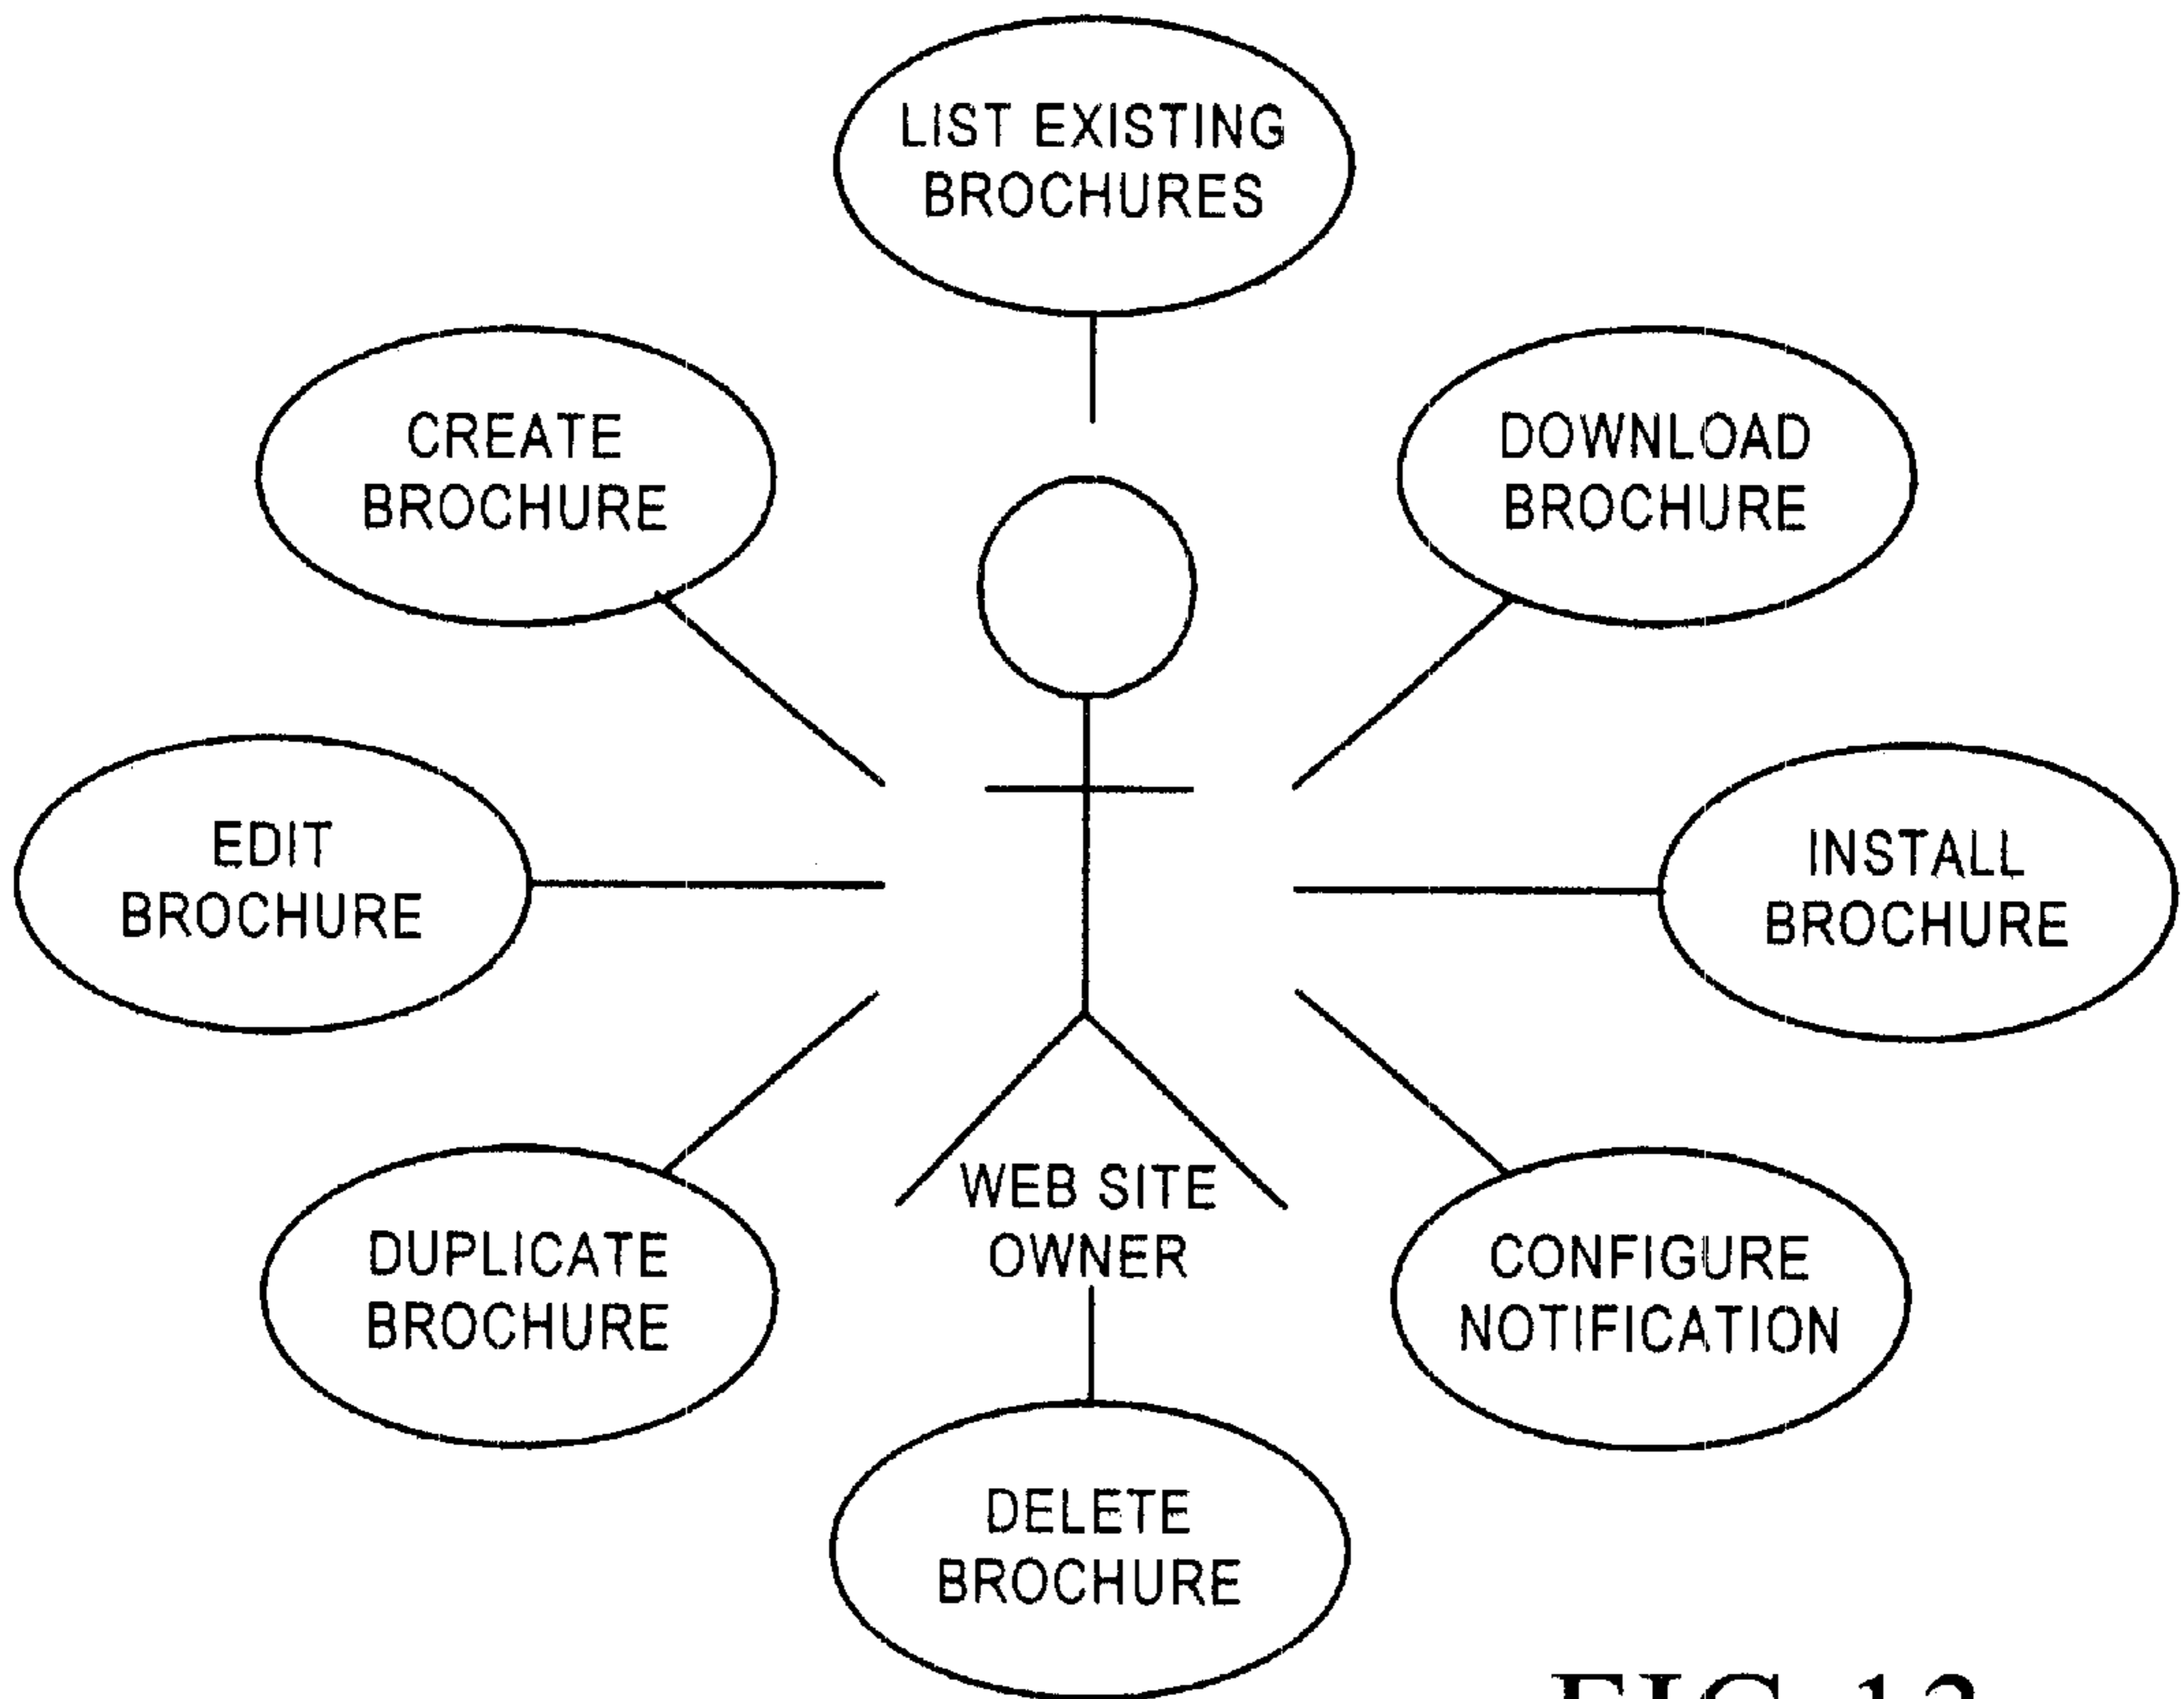 LIST EXISTING
BROCHURES
CREATE
BROCHURE
DOWNLOAD
BROCHURE
EDIT
BROCHURE
INSTALL
BROCHURE
WEB SITE
OWNER
DUPLICATE
BROCHURE
CONFIGURE
NOTIFICATION
DELETE
BROCHURE